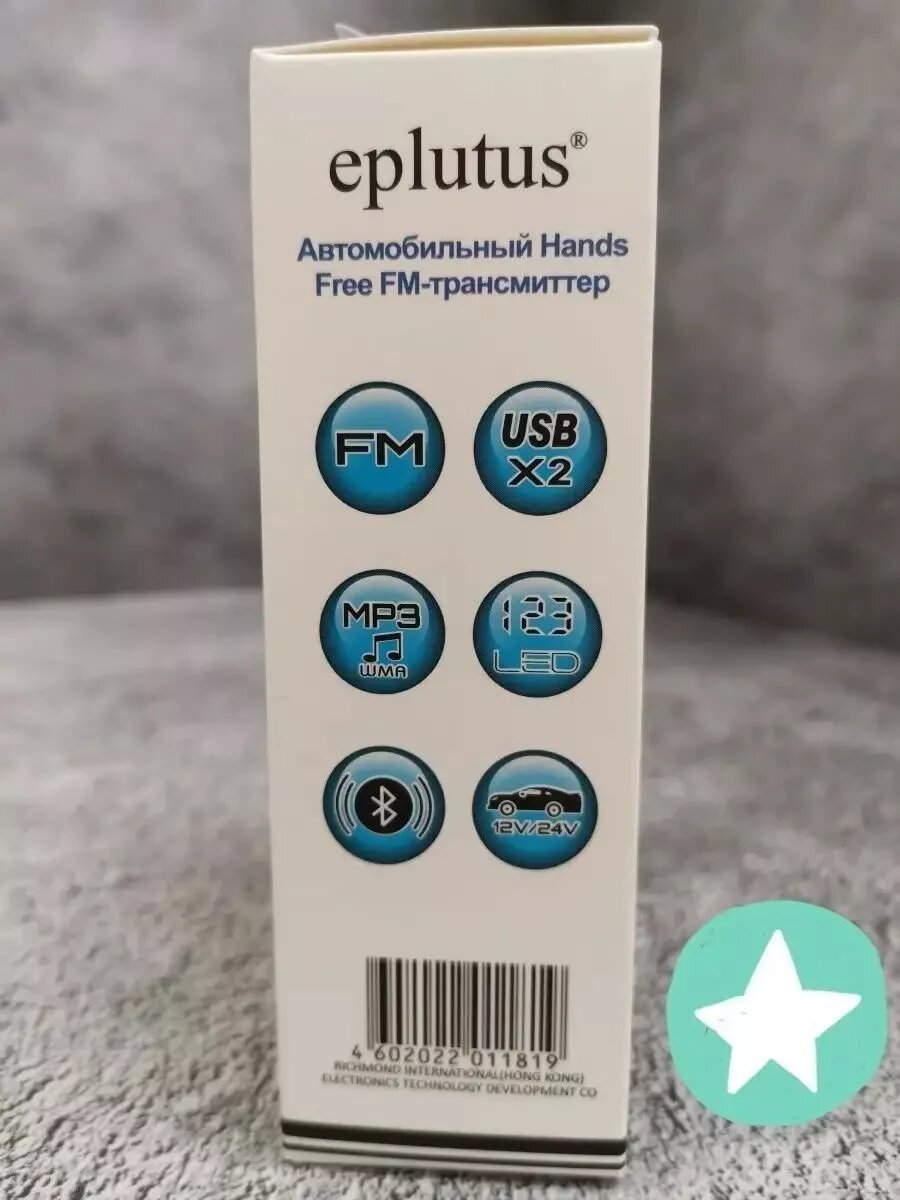 eplutus®
Автомобильный Hands
Free FM-трансмиттер
FM
USB
X2
MP3
WMA
123
LED
12V/24V
4 602022 011819
RICHMOND INTERNATIONAL(HONG KONG)
ELECTRONICS TECHNOLOGY DEVELOPMENT CO